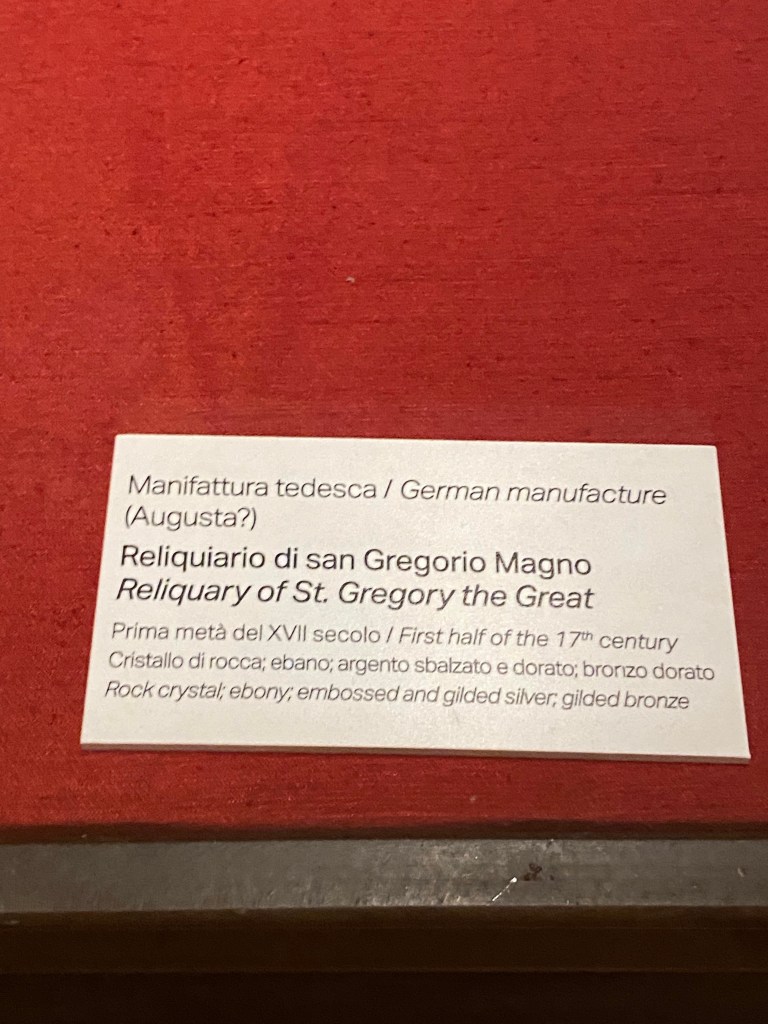 Manifattura tedesca / German manufacture
(Augusta?)
Reliquiario di san Gregorio Magno
Reliquary of St. Gregory the Great
Prima metà del XVII secolo / First half of the 17th century
Cristallo di rocca; ebano; argento sbalzato e dorato; bronzo dorato
Rock crystal; ebony; embossed and gilded silver; gilded bronze